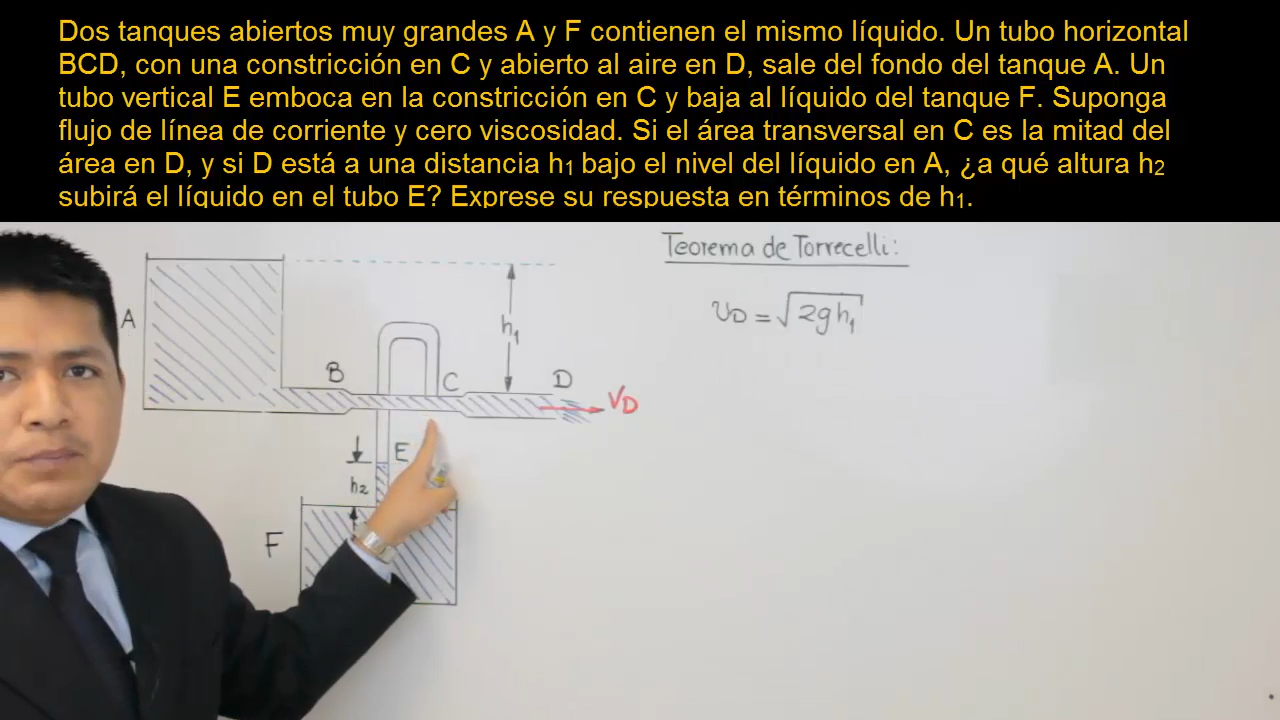 Dos tanques abiertos muy grandes A y F contienen el mismo líquido. Un tubo horizontal
BCD, con una constricción en C y abierto al aire en D, sale del fondo del tanque A. Un
tubo vertical E emboca en la constricción en C y baja al líquido del tanque F. Suponga
flujo de línea de corriente y cero viscosidad. Si el área transversal en C es la mitad del
área en D, y si D está a una distancia h₁ bajo el nivel del líquido en A, ¿a qué altura h₂
subirá el líquido en el tubo E? Exprese su respuesta en términos de h₁.
Teorema de Torrecelli:
V_D = √2gh₁
A
h₁
B
C
D
V_D
E
h₂
F